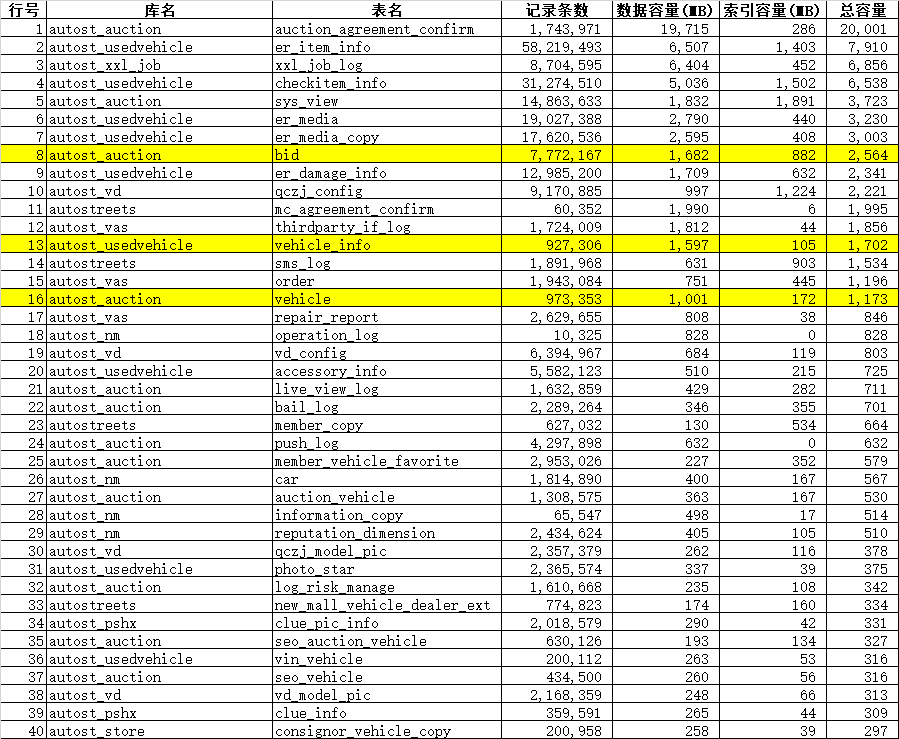 行号 库名 表名 记录条数 数据容量(MB) 索引容量(MB) 总容量
1 autost_auction auction_agreement_confirm 1,743,971 19,715 286 20,001
2 autost_usedvehicle er_item_info 58,219,493 6,507 1,403 7,910
3 autost_xxl_job xxl_job_log 8,704,595 6,404 452 6,856
4 autost_usedvehicle checkitem_info 31,274,510 5,036 1,502 6,538
5 autost_auction sys_view 14,863,633 1,832 1,891 3,723
6 autost_usedvehicle er_media 19,027,388 2,790 440 3,230
7 autost_usedvehicle er_media_copy 17,620,536 2,595 408 3,003
8 autost_auction bid 7,772,167 1,682 882 2,564
9 autost_usedvehicle er_damage_info 12,985,200 1,709 632 2,341
10 autost_vd qczj_config 9,170,885 997 1,224 2,221
11 autostreets mc_agreement_confirm 60,352 1,990 6 1,995
12 autost_vas thirdparty_if_log 1,724,009 1,812 44 1,856
13 autost_usedvehicle vehicle_info 927,306 1,597 105 1,702
14 autostreets sms_log 1,891,968 631 903 1,534
15 autost_vas order 1,943,084 751 445 1,196
16 autost_auction vehicle 973,353 1,001 172 1,173
17 autost_vas repair_report 2,629,655 808 38 846
18 autost_nm operation_log 10,325 828 0 828
19 autost_vd vd_config 6,394,967 684 119 803
20 autost_usedvehicle accessory_info 5,582,123 510 215 725
21 autost_auction live_view_log 1,632,859 429 282 711
22 autost_auction bail_log 2,289,264 346 355 701
23 autostreets member_copy 627,032 130 534 664
24 autost_auction push_log 4,297,898 632 0 632
25 autost_auction member_vehicle_favorite 2,953,026 227 352 579
26 autost_nm car 1,814,890 400 167 567
27 autost_auction auction_vehicle 1,308,575 363 167 530
28 autost_nm information_copy 65,547 498 17 514
29 autost_nm reputation_dimension 2,434,624 405 105 510
30 autost_vd qczj_model_pic 2,357,379 262 116 378
31 autost_usedvehicle photo_star 2,365,574 337 39 375
32 autost_auction log_risk_manage 1,610,668 235 108 342
33 autostreets new_mall_vehicle_dealer_ext 774,823 174 160 334
34 autost_pshx clue_pic_info 2,018,579 290 42 331
35 autost_auction seo_auction_vehicle 630,126 193 134 327
36 autost_usedvehicle vin_vehicle 200,112 263 53 316
37 autost_auction seo_vehicle 434,500 260 56 316
38 autost_vd vd_model_pic 2,168,359 248 66 313
39 autost_pshx clue_info 359,591 265 44 309
40 autost_store consignor_vehicle_copy 200,958 258 39 297